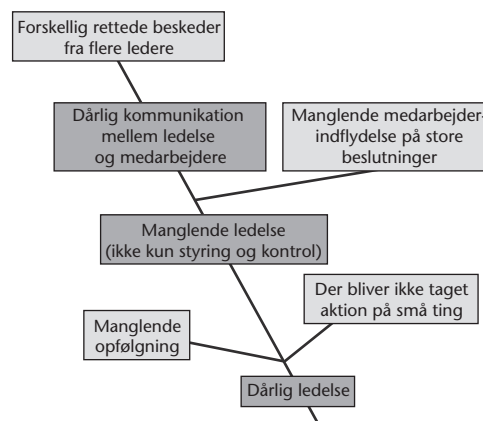 Forskellig rettede beskeder
fra flere ledere
Dårlig kommunikation
mellem ledelse
og medarbejdere
Manglende medarbejder-
indflydelse på store
beslutninger
Manglende ledelse
(ikke kun styring og kontrol)
Der bliver ikke taget
aktion på små ting
Manglende
opfølgning
Dårlig ledelse